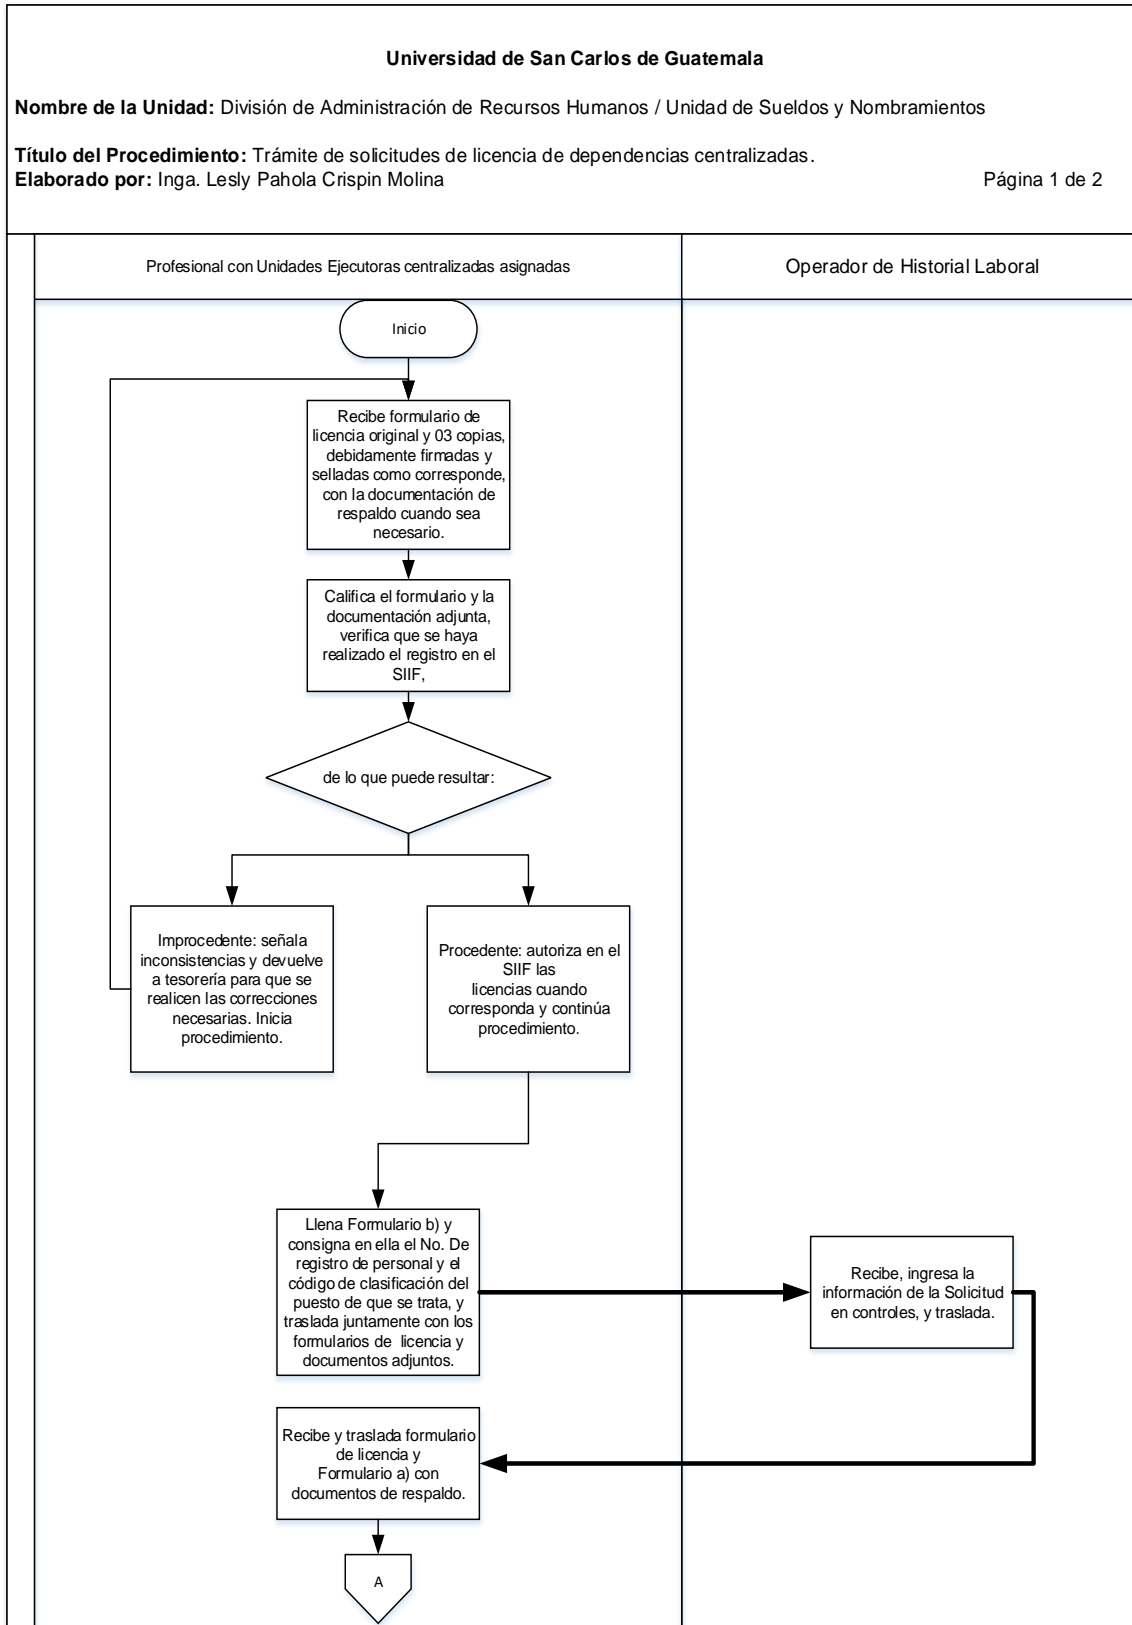 Universidad de San Carlos de Guatemala
Nombre de la Unidad: División de Administración de Recursos Humanos / Unidad de Sueldos y Nombramientos
Título del Procedimiento: Trámite de solicitudes de licencia de dependencias centralizadas.
Elaborado por: Inga. Lesly Pahola Crispin Molina
Página 1 de 2
Profesional con Unidades Ejecutoras centralizadas asignadas
Operador de Historial Laboral
Inicio
Recibe formulario de
licencia original y 03 copias,
debidamente firmadas y
selladas como corresponde,
con la documentación de
respaldo cuando sea
necesario.
Califica el formulario y la
documentación adjunta,
verifica que se haya
realizado el registro en el
SIIF,
de lo que puede resultar:
Improcedente: señala
inconsistencias y devuelve
a tesorería para que se
realicen las correcciones
necesarias. Inicia
procedimiento.
Procedente: autoriza en el
SIIF las
licencias cuando
corresponda y continúa
procedimiento.
Llena Formulario b) y
consigna en ella el No. De
registro de personal y el
código de clasificación del
puesto de que se trata, y
traslada juntamente con los
formularios de licencia y
documentos adjuntos.
Recibe, ingresa la
información de la Solicitud
en controles, y traslada.
Recibe y traslada formulario
de licencia y
Formulario a) con
documentos de respaldo.
A